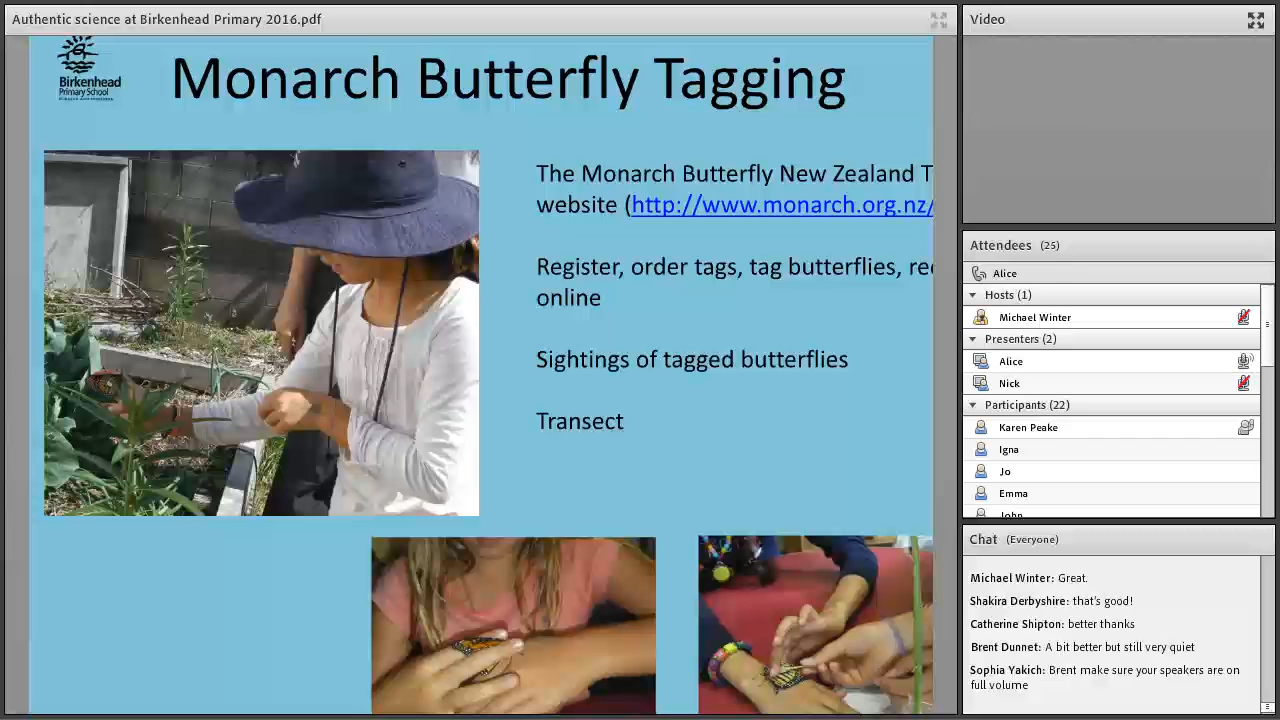 Authentic science at Birkenhead Primary 2016.pdf
Birkenhead
Primary School
Monarch Butterfly Tagging
The Monarch Butterfly New Zealand T
website (http://www.monarch.org.nz/
Register, order tags, tag butterflies, rec
online
Sightings of tagged butterflies
Transect
Video
Attendees (25)
Alice
Hosts (1)
Michael Winter
Presenters (2)
Alice
Nick
Participants (22)
Karen Peake
Igna
Jo
Emma
John
Chat (Everyone)
Michael Winter: Great.
Shakira Derbyshire: that's good!
Catherine Shipton: better thanks
Brent Dunnet: A bit better but still very quiet
Sophia Yakich: Brent make sure your speakers are on
full volume